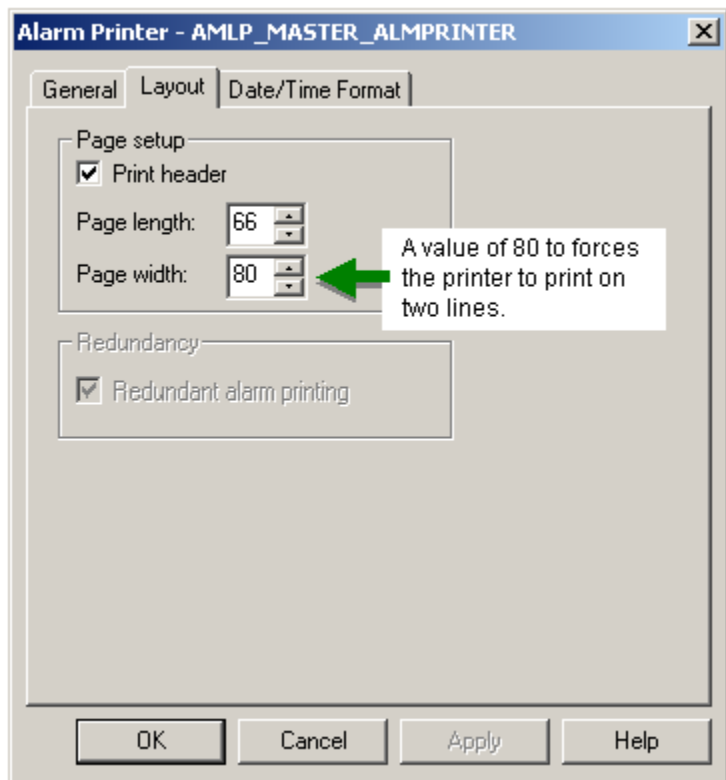 Alarm Printer - AMLP_MASTER_ALMPRINTER
General Layout Date/Time Format
Page setup
Print header
Page length: 66
Page width: 80
A value of 80 to forces
the printer to print on
two lines.
Redundancy
Redundant alarm printing
OK Cancel Apply Help